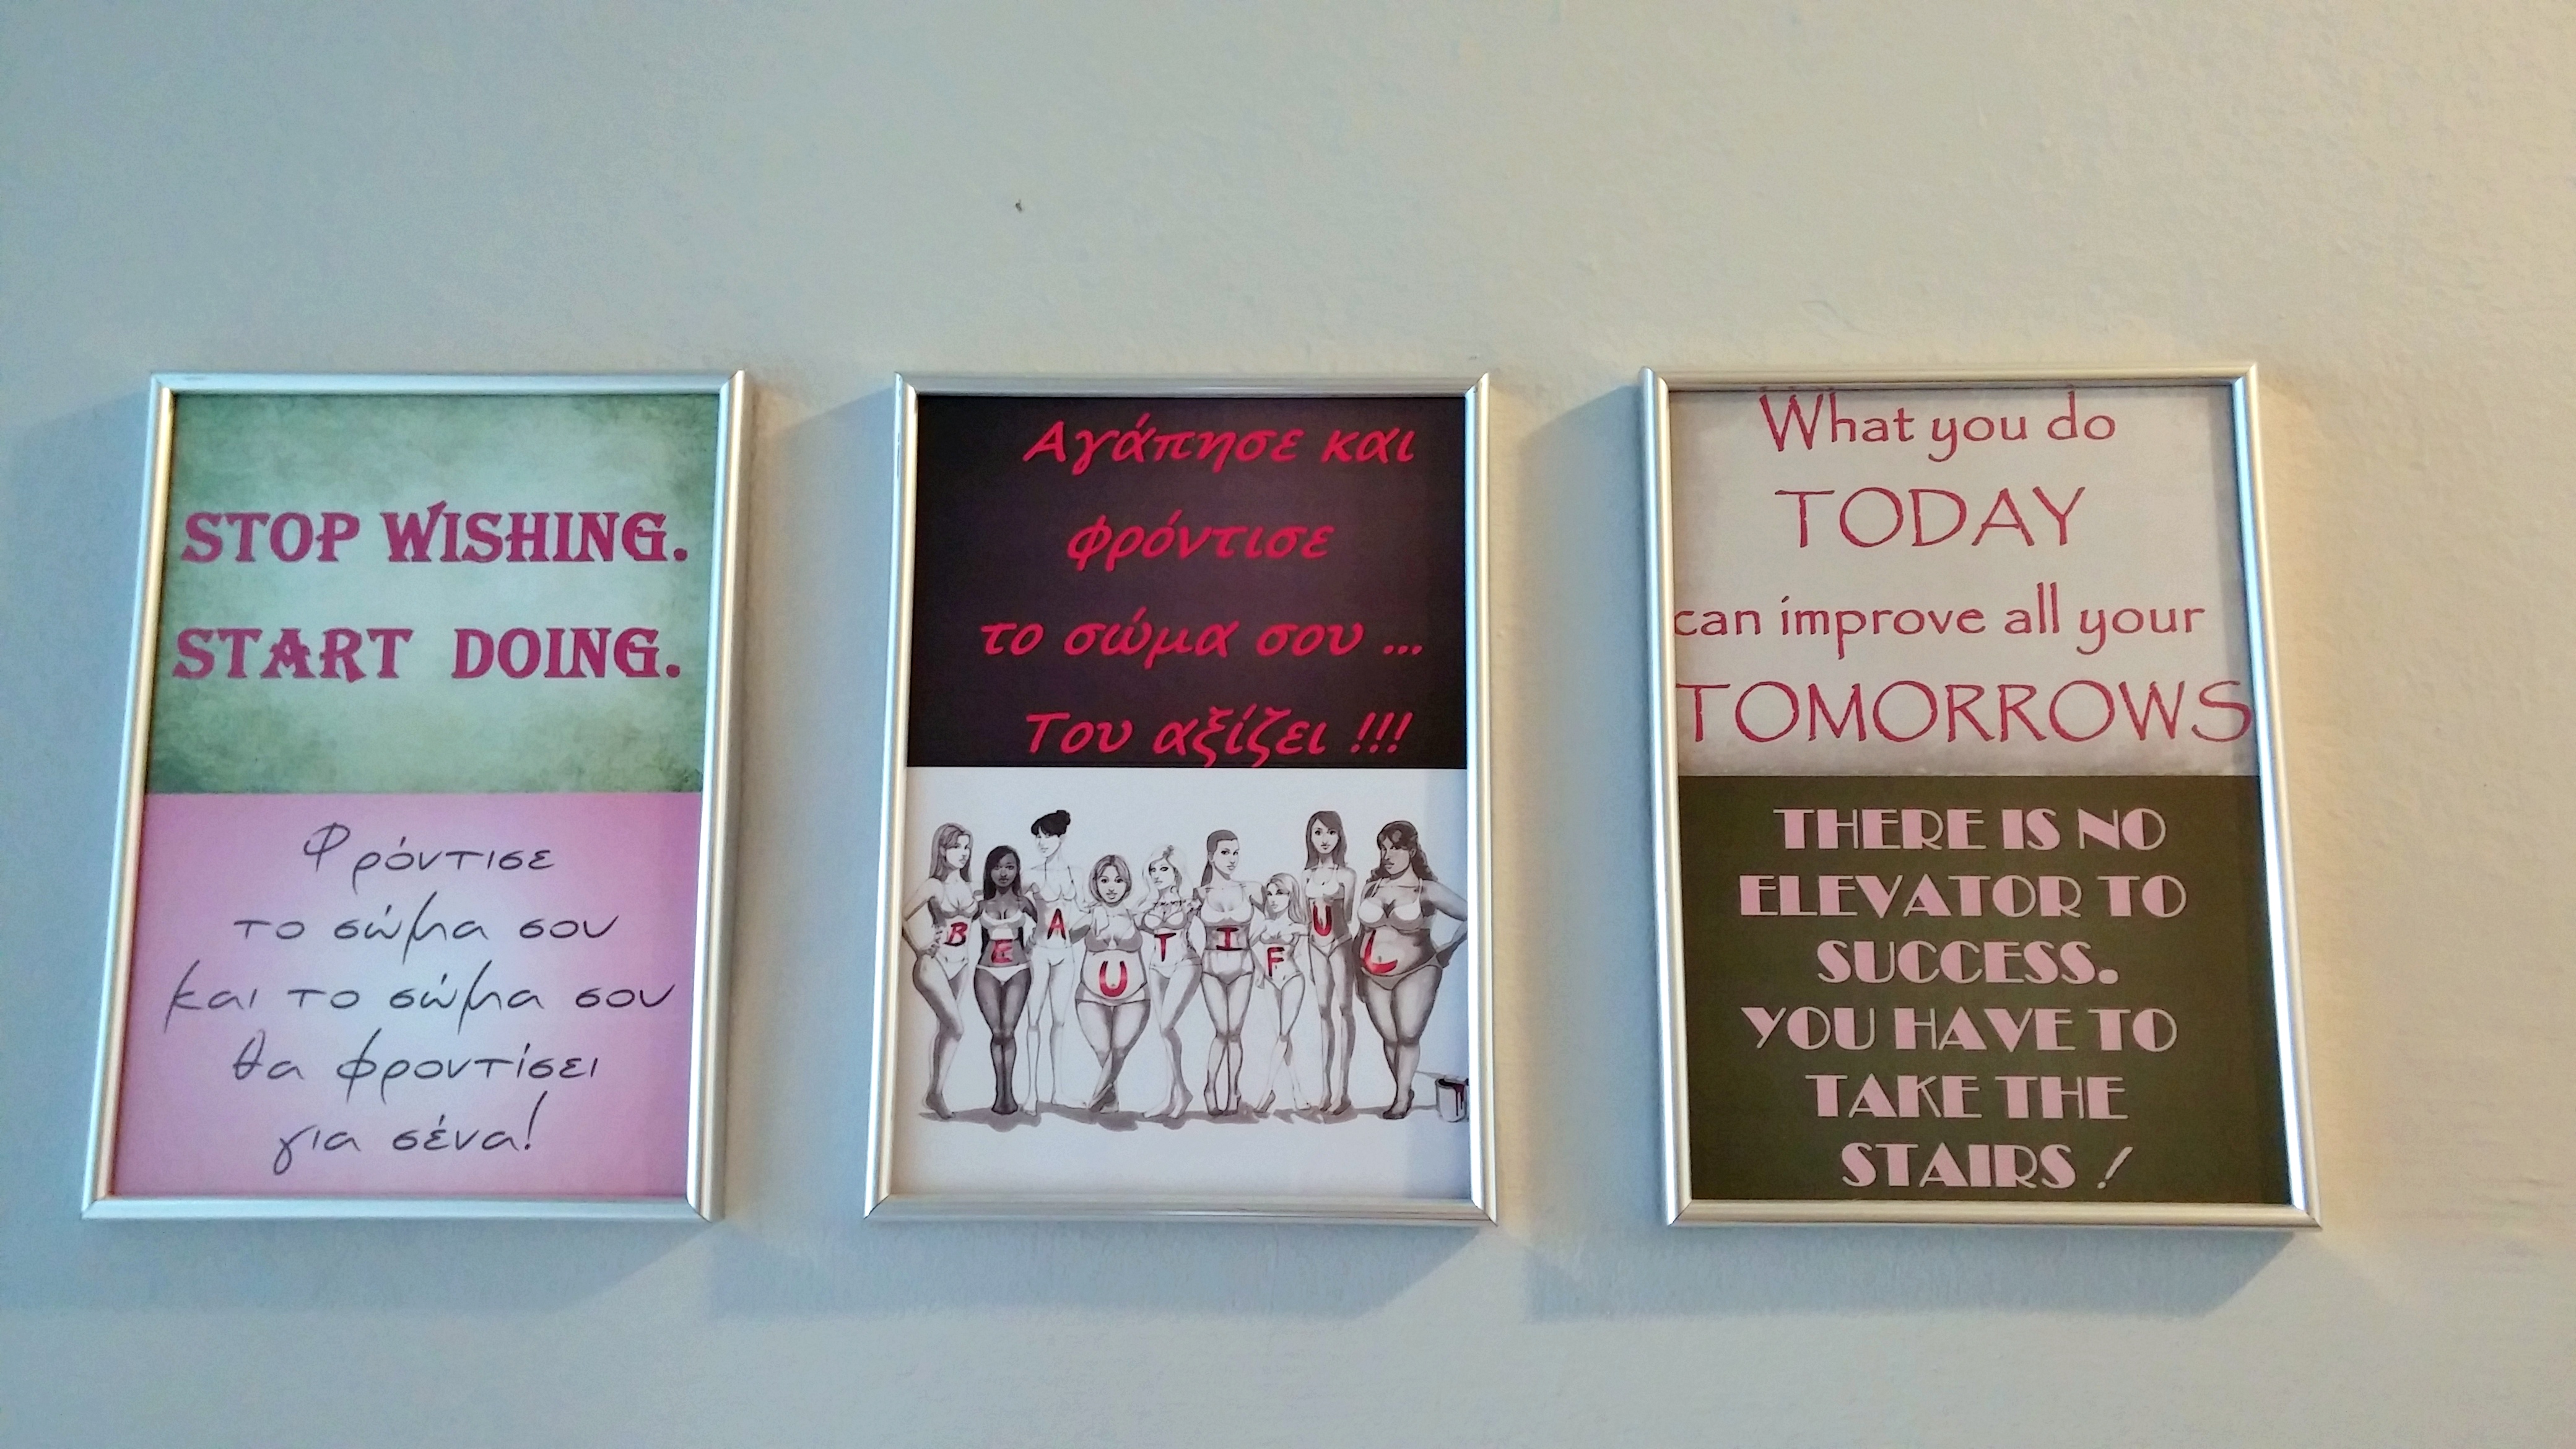 STOP WISHING.
START DOING.
Φρόντισε
το σώμα σου
και το σώμα σου
θα φροντίσει
για σένα!
Αγάπησε και
φρόντισε
το σώμα σου ...
Του αξίζει !!!
B E A U T I F U L
What you do
TODAY
can improve all your
TOMORROWS
THERE IS NO
ELEVATOR TO
SUCCESS.
YOU HAVE TO
TAKE THE
STAIRS !